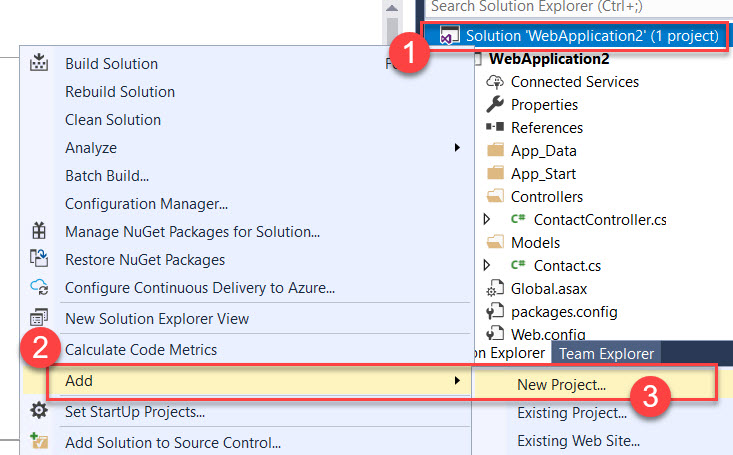 Search Solution Explorer (Ctrl+;)
1
Solution 'WebApplication2' (1 project)
WebApplication2
Connected Services
Properties
References
App_Data
App_Start
Controllers
C# ContactController.cs
Models
C# Contact.cs
Global.asax
packages.config
Web.config
Team Explorer
Build Solution
Rebuild Solution
Clean Solution
Analyze
Batch Build...
Configuration Manager...
Manage NuGet Packages for Solution...
Restore NuGet Packages
Configure Continuous Delivery to Azure...
New Solution Explorer View
2
Calculate Code Metrics
Add
Set StartUp Projects...
Add Solution to Source Control...
New Project...
3
Existing Project...
Existing Web Site...